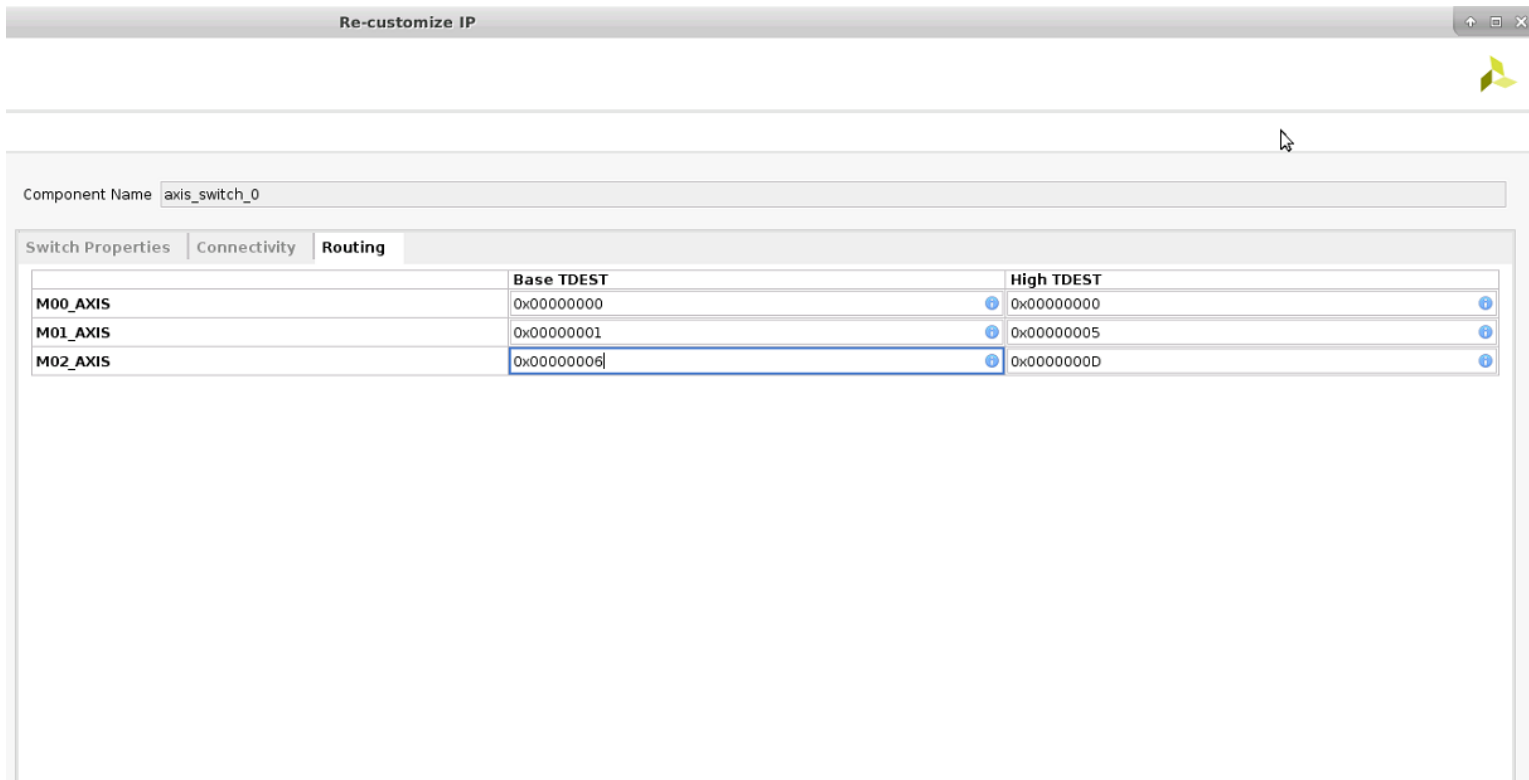 Re-customize IP
Component Name axis_switch_0
Switch Properties Connectivity Routing
Base TDEST High TDEST
M00_AXIS 0x00000000 0x00000000
M01_AXIS 0x00000001 0x00000005
M02_AXIS 0x00000006 0x0000000D